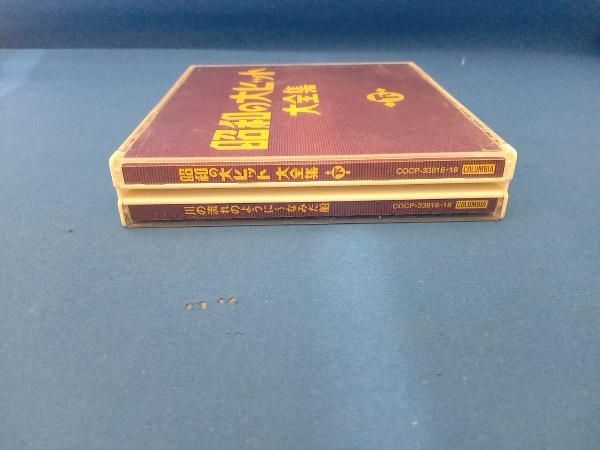 昭和の大ヒット
大全集
下
昭和の大ヒット 大全集 下 COCP-33816-18 COLUMBIA
川の流れのように~なみだ船 COCP-33816-18 COLUMBIA